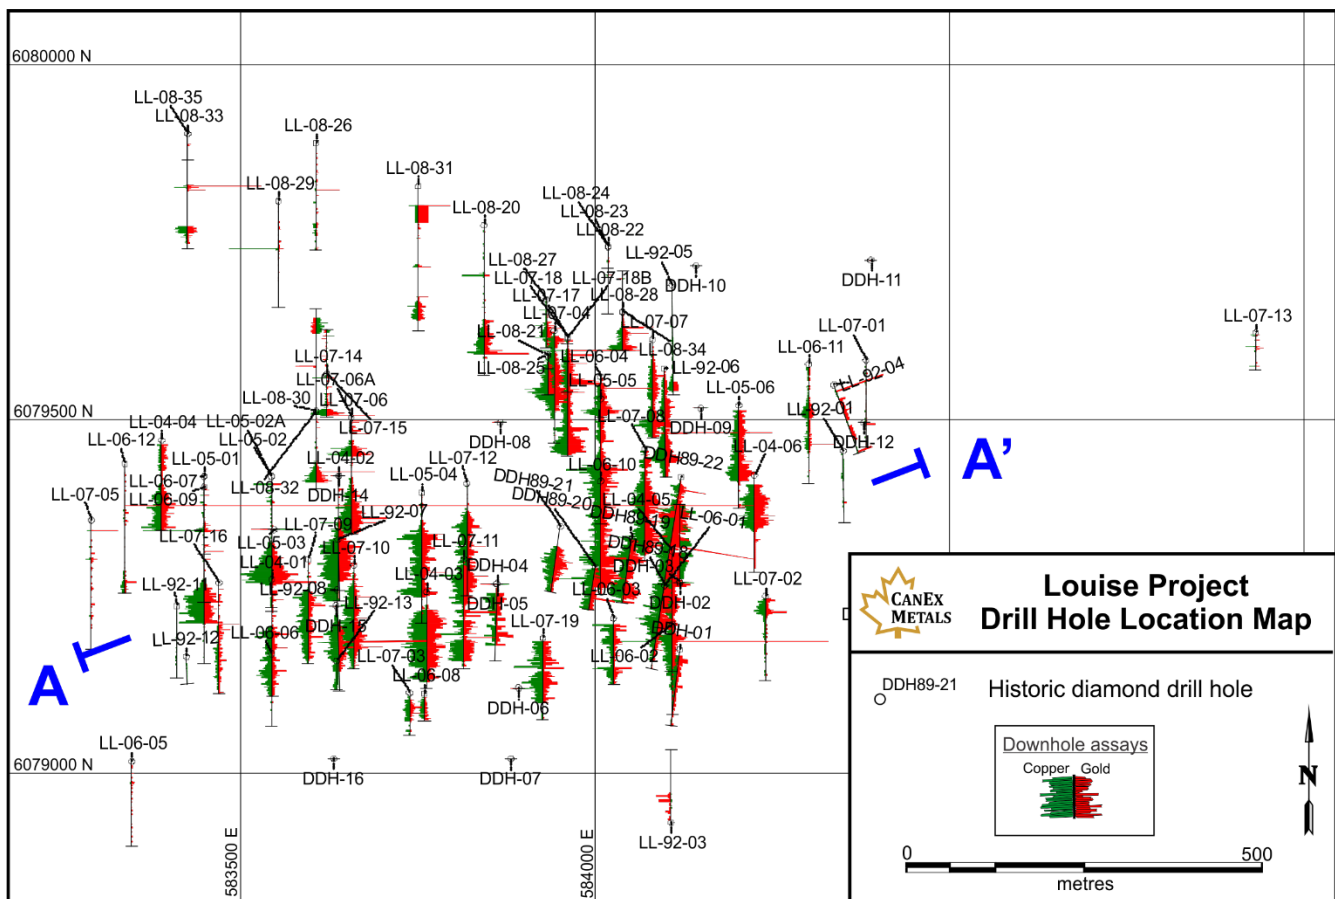 6080000 N
LL-08-35
LL-08-33
LL-08-26
LL-08-31
LL-08-29
LL-08-20
LL-08-24
LL-08-23
LL-08-22
LL-92-05
LL-08-27
LL-07-18
LL-07-18B
DDH-10
DDH-11
LL-07-17
LL-08-28
LL-07-04
LL-07-07
LL-07-13
LL-08-21
LL-07-01
LL-07-14
LL-06-04
LL-08-34
LL-06-11
LL-08-25
LL-92-06
LL-07-06A
LL-05-05
LL-92-04
LL-08-30
LL-07-06
LL-05-06
6079500 N
LL-04-04
LL-05-02A
LL-07-15
LL-07-08
DDH-09
LL-92-01
LL-06-12
LL-05-02
DDH-08
DDH-12
LL-05-01
LL-04-02
LL-07-12
DDH89-22
LL-04-06
A'
LL-06-07
LL-05-04
LL-06-10
LL-07-05
LL-06-09
LL-08-32
DDH-14
DDH89-21
DDH89-20
LL-04-05
LL-92-07
DDH89-19
LL-06-01
LL-07-16
LL-07-09
LL-05-03
LL-07-10
LL-07-11
DDH89-18
LL-04-01
DDH-04
DDH-03
LL-92-11
LL-92-08
LL-04-03
LL-06-03
LL-07-02
LL-92-13
DDH-05
DDH-02
LL-92-12
LL-06-06
DDH-15
LL-07-19
DDH-01
A
LL-07-03
LL-06-02
LL-06-08
DDH-06
LL-06-05
6079000 N
DDH-16
DDH-07
LL-92-03
583500 E
584000 E
D
CANEX
METALS
Louise Project
Drill Hole Location Map
DDH89-21
Historic diamond drill hole
Downhole assays
Copper Gold
N
0 500
metres